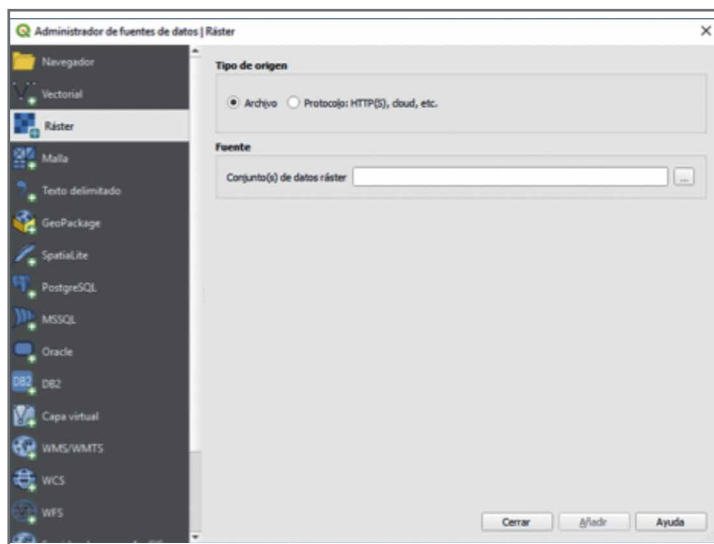 Administrador de fuentes de datos | Ráster
Navegador
Vectorial
Ráster
Malla
Texto delimitado
GeoPackage
SpatiaLite
PostgreSQL
MSSQL
Oracle
DB2
DB2
Capa virtual
WMS/WMTS
WCS
WFS
Tipo de origen
Archivo Protocolo: HTTP(S), cloud, etc.
Fuente
Conjunto(s) de datos ráster ...
Cerrar Añadir Ayuda